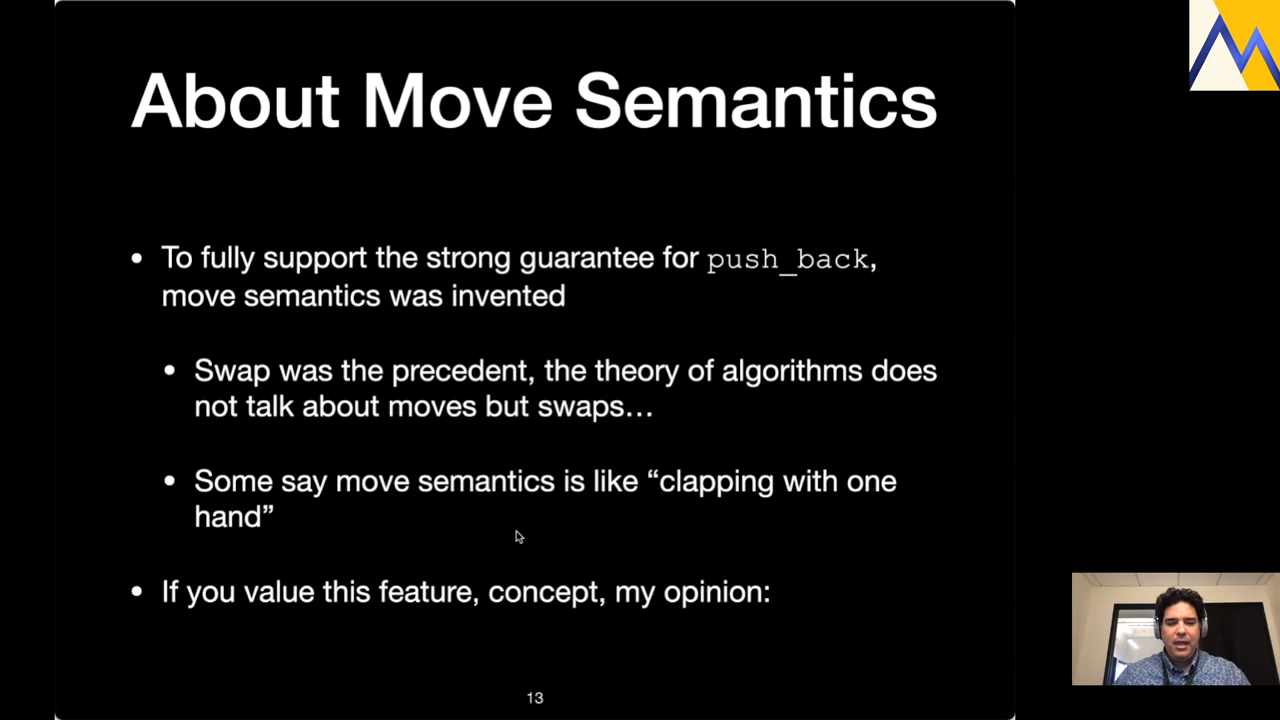 About Move Semantics
• To fully support the strong guarantee for push_back,
move semantics was invented
• Swap was the precedent, the theory of algorithms does
not talk about moves but swaps…
• Some say move semantics is like “clapping with one
hand”
• If you value this feature, concept, my opinion:
13